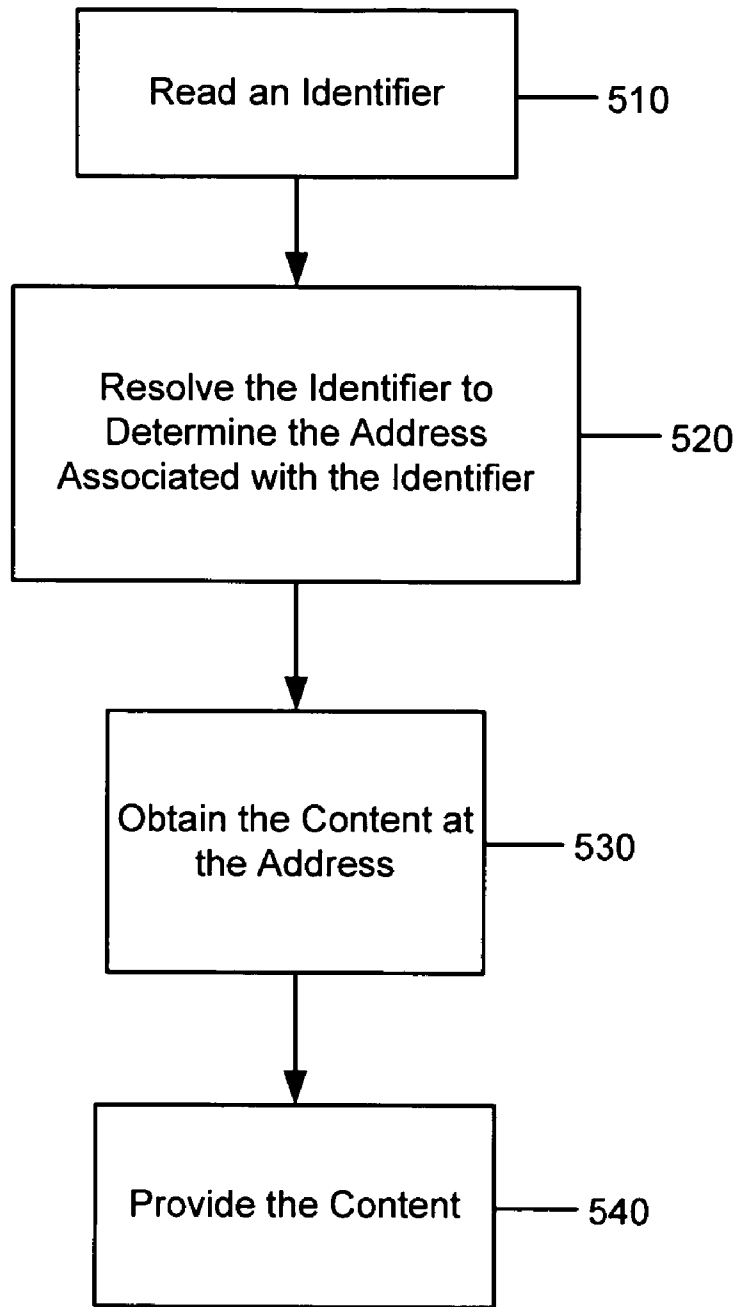 Read an Identifier
510
Resolve the Identifier to
Determine the Address
Associated with the Identifier
520
Obtain the Content at
the Address
530
Provide the Content
540